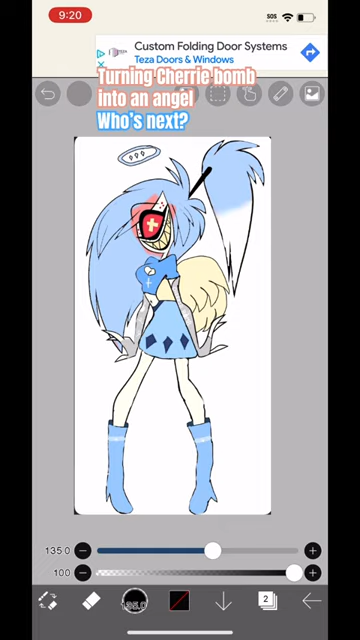 9:20
SOS
Custom Folding Door Systems
Teza Doors & Windows
Turning Cherrie bomb
into an angel
Who's next?
135.0
100
135.0
2